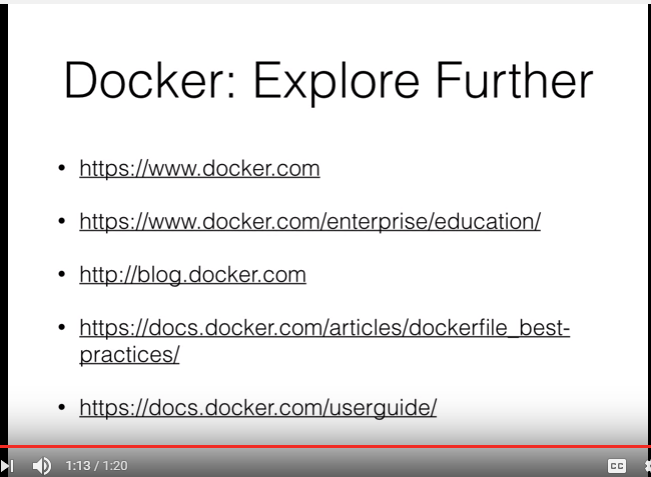 Docker: Explore Further
• https://www.docker.com
• https://www.docker.com/enterprise/education/
• http://blog.docker.com
• https://docs.docker.com/articles/dockerfile_best-
practices/
• https://docs.docker.com/userguide/
1:13 / 1:20
CC